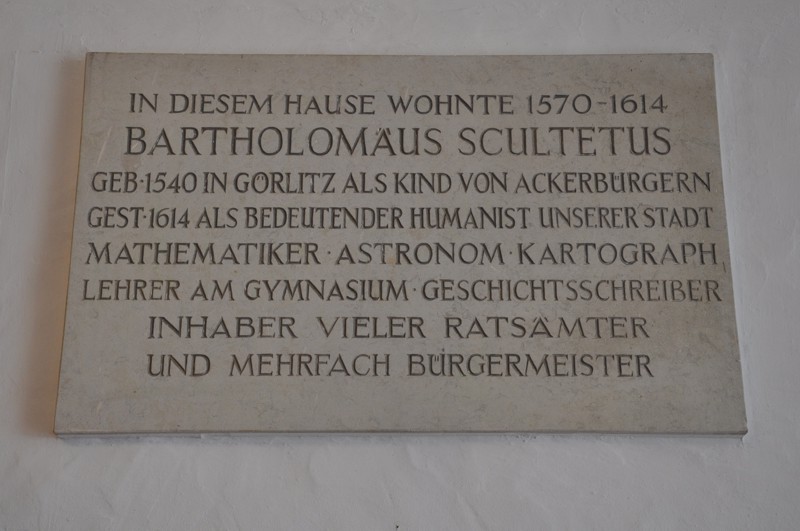 IN DIESEM HAUSE WOHNTE 1570-1614
BARTHOLOMÄUS SCULTETUS
GEB·1540 IN GÖRLITZ ALS KIND VON ACKERBÜRGERN
GEST·1614 ALS BEDEUTENDER HUMANIST UNSERER STADT
MATHEMATIKER·ASTRONOM·KARTOGRAPH
LEHRER AM GYMNASIUM·GESCHICHTSSCHREIBER
INHABER VIELER RATSÄMTER
UND MEHRFACH BÜRGERMEISTER